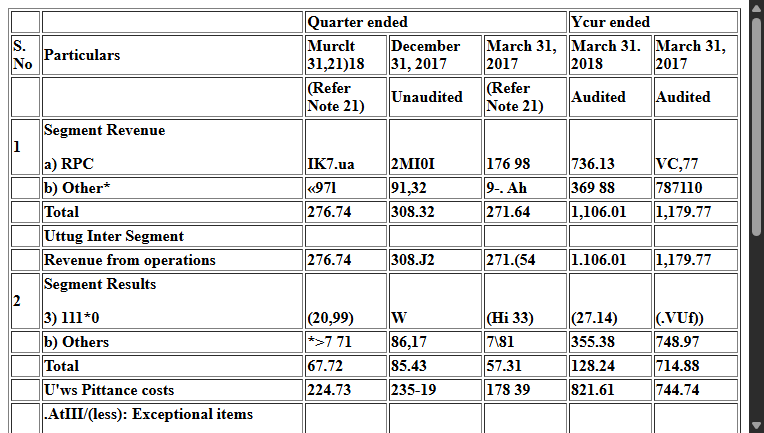 Quarter ended Ycur ended
S. No Particulars Murclt 31,21)18 December 31, 2017 March 31, 2017 March 31. 2018 March 31, 2017
(Refer Note 21) Unaudited (Refer Note 21) Audited Audited
1 Segment Revenue
a) RPC IK7.ua 2MI0I 176 98 736.13 VC,77
b) Other* «97l 91,32 9-. Ah 369 88 787110
Total 276.74 308.32 271.64 1,106.01 1,179.77
Uttug Inter Segment
Revenue from operations 276.74 308.J2 271.(54 1.106.01 1,179.77
2 Segment Results
3) 111*0 (20,99) W (Hi 33) (27.14) (.VUf))
b) Others *>7 71 86,17 7\81 355.38 748.97
Total 67.72 85.43 57.31 128.24 714.88
U'ws Pittance costs 224.73 235-19 178 39 821.61 744.74
.AtIII/(less): Exceptional items